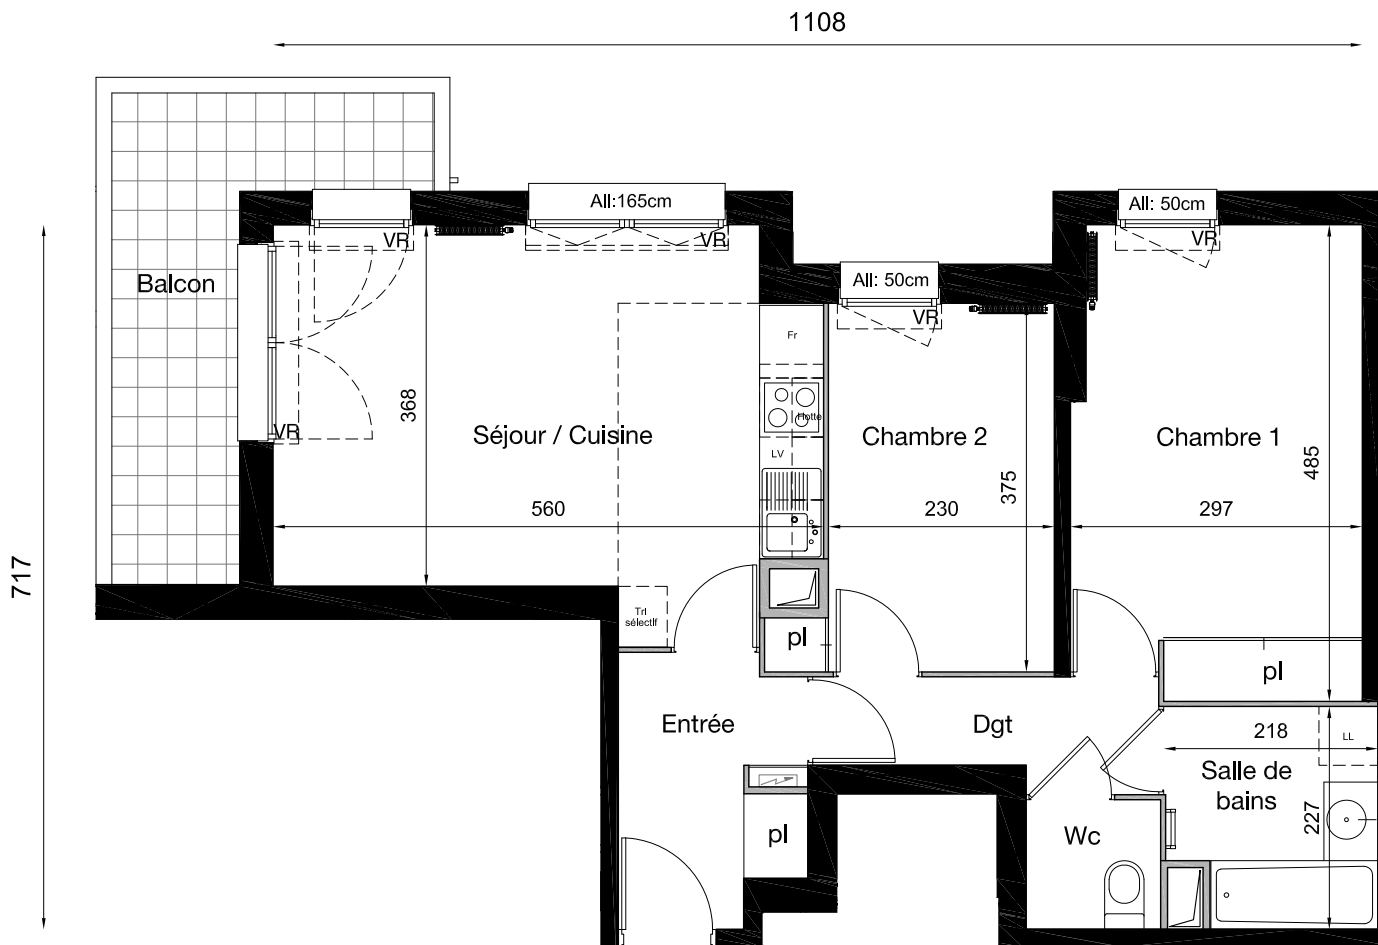 1108
All:165cm
All: 50cm
VR
VR
VR
All: 50cm
Balcon
VR
Fr
Hotte
368
Séjour / Cuisine
Chambre 2
Chambre 1
VR
LV
485
375
560
230
297
717
Tri
sélectif
pl
pl
Entrée
Dgt
218
LL
Salle de
bains
227
pl
Wc